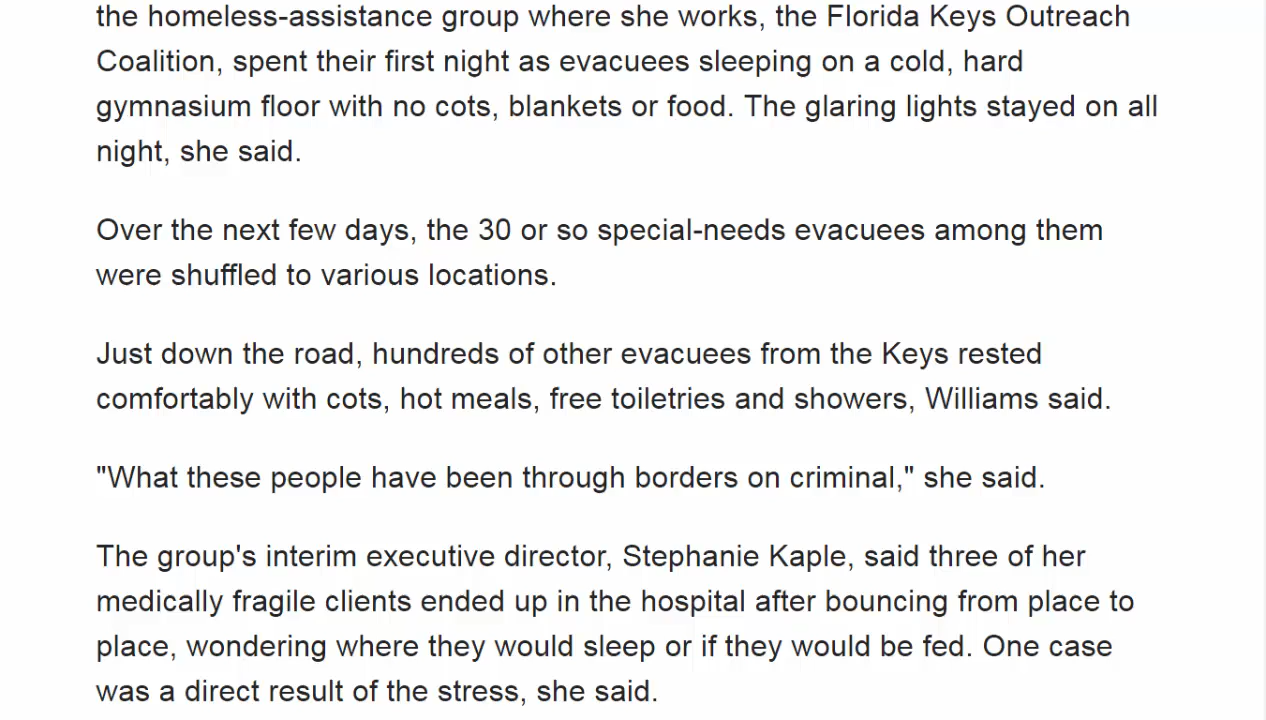 the homeless-assistance group where she works, the Florida Keys Outreach
Coalition, spent their first night as evacuees sleeping on a cold, hard
gymnasium floor with no cots, blankets or food. The glaring lights stayed on all
night, she said.
Over the next few days, the 30 or so special-needs evacuees among them
were shuffled to various locations.
Just down the road, hundreds of other evacuees from the Keys rested
comfortably with cots, hot meals, free toiletries and showers, Williams said.
"What these people have been through borders on criminal," she said.
The group's interim executive director, Stephanie Kaple, said three of her
medically fragile clients ended up in the hospital after bouncing from place to
place, wondering where they would sleep or if they would be fed. One case
was a direct result of the stress, she said.